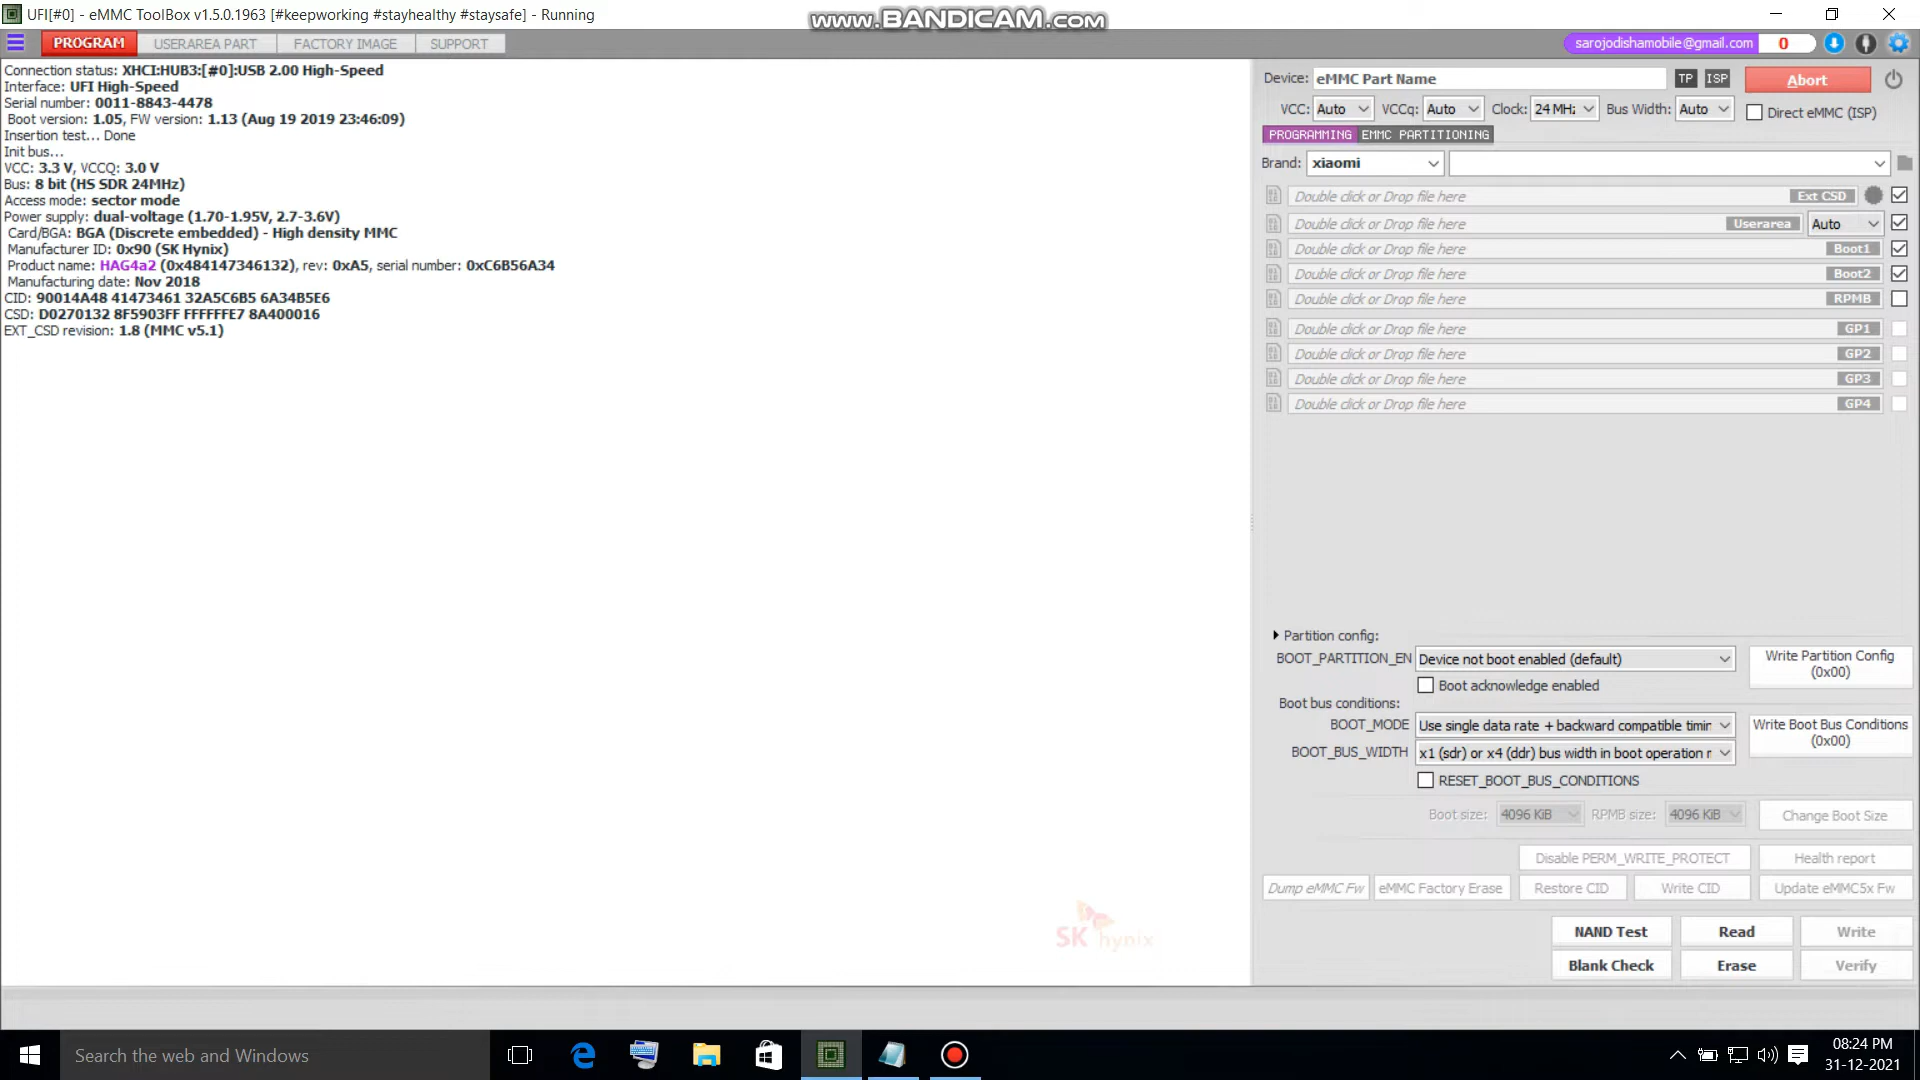 UFI[#0] - eMMC ToolBox v1.5.0.1963 [#keepworking #stayhealthy #staysafe] - Running
www.BANDICAM.com
PROGRAM USERAREA PART FACTORY IMAGE SUPPORT
sarojodishamobile@gmail.com 0
Connection status: XHCI:HUB3:[#0]:USB 2.00 High-Speed
Interface: UFI High-Speed
Serial number: 0011-8843-4478
Boot version: 1.05, FW version: 1.13 (Aug 19 2019 23:46:09)
Insertion test... Done
Init bus...
VCC: 3.3 V, VCCQ: 3.0 V
Bus: 8 bit (HS SDR 24MHz)
Access mode: sector mode
Power supply: dual-voltage (1.70-1.95V, 2.7-3.6V)
Card/BGA: BGA (Discrete embedded) - High density MMC
Manufacturer ID: 0x90 (SK Hynix)
Product name: HAG4a2 (0x484147346132), rev: 0xA5, serial number: 0xC6B56A34
Manufacturing date: Nov 2018
CID: 90014A48 41473461 32A5C6B5 6A34B5E6
CSD: D0270132 8F5903FF FFFFFFE7 8A400016
EXT_CSD revision: 1.8 (MMC v5.1)
SK hynix
Device: eMMC Part Name TP ISP Abort
VCC: Auto VCCq: Auto Clock: 24 MHz Bus Width: Auto Direct eMMC (ISP)
PROGRAMMING EMMC PARTITIONING
Brand: xiaomi
Double click or Drop file here Ext CSD
Double click or Drop file here Userarea Auto
Double click or Drop file here Boot1
Double click or Drop file here Boot2
Double click or Drop file here RPMB
Double click or Drop file here GP1
Double click or Drop file here GP2
Double click or Drop file here GP3
Double click or Drop file here GP4
Partition config:
BOOT_PARTITION_EN Device not boot enabled (default) Write Partition Config
(0x00)
Boot acknowledge enabled
Boot bus conditions:
BOOT_MODE Use single data rate + backward compatible timin Write Boot Bus Conditions
(0x00)
BOOT_BUS_WIDTH x1 (sdr) or x4 (ddr) bus width in boot operation r
RESET_BOOT_BUS_CONDITIONS
Boot size: 4096 KiB RPMB size: 4096 KiB Change Boot Size
Disable PERM_WRITE_PROTECT Health report
Dump eMMC Fw eMMC Factory Erase Restore CID Write CID Update eMMC5x Fw
NAND Test Read Write
Blank Check Erase Verify
Search the web and Windows
08:24 PM
31-12-2021